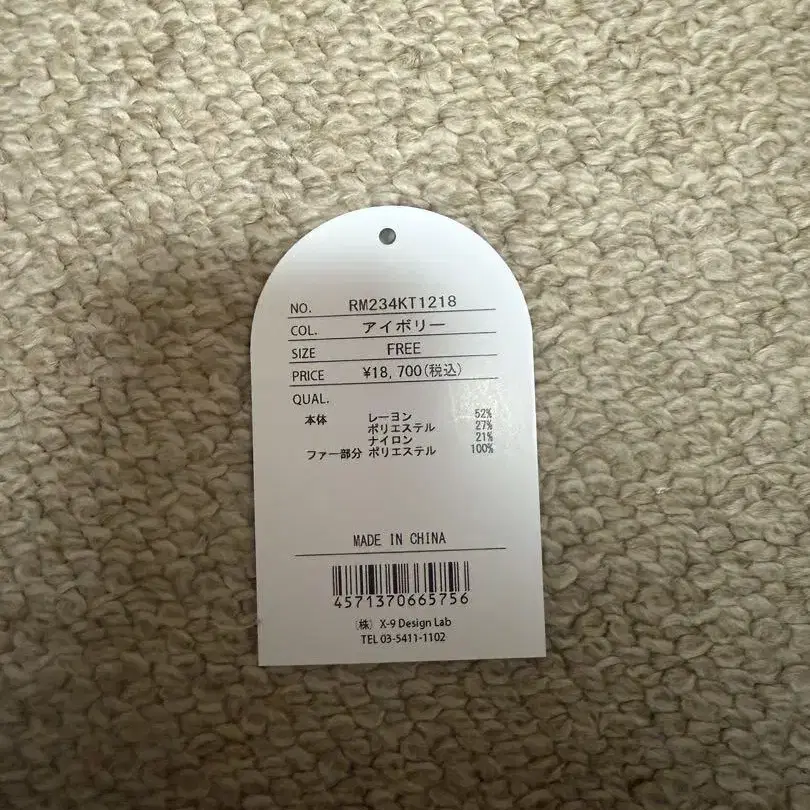 NO. RM234KT1218
COL. アイボリー
SIZE FREE
PRICE ¥18,700(税込)
QUAL.
本体 レーヨン 52%
ポリエステル 27%
ナイロン 21%
ファー部分 ポリエステル 100%
MADE IN CHINA
4571370665756
(株) X-9 Design Lab
TEL 03-5411-1102